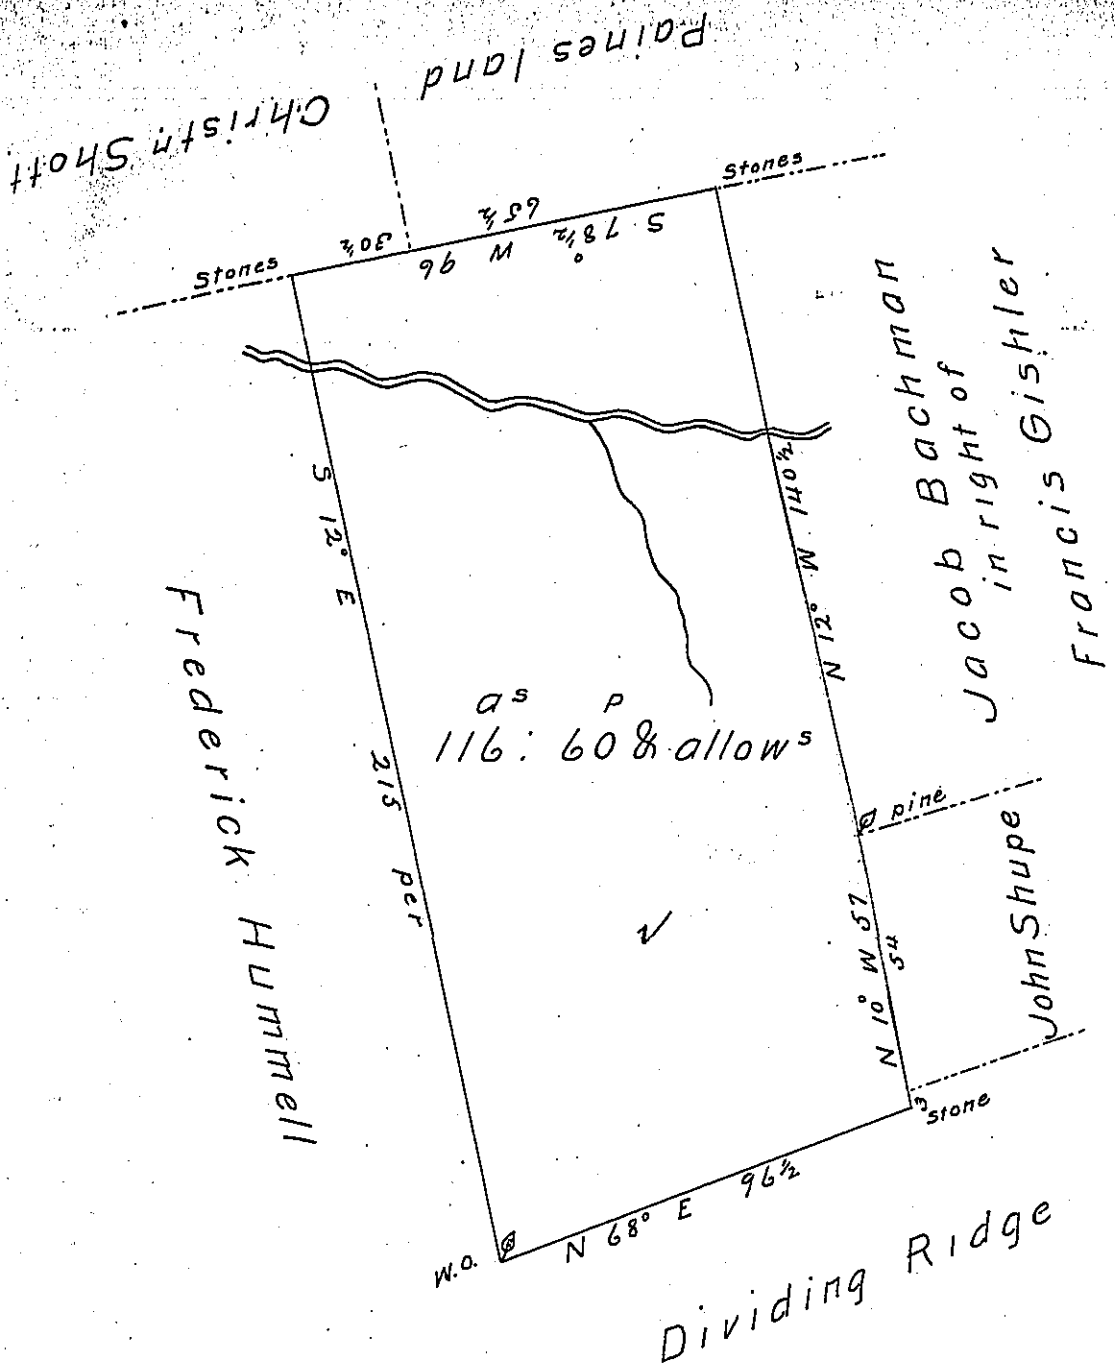 Paines land
Christn Shott
Stones
Stones
30½
65½
S 78½° W 96
S 12° E 215 per
N 12° W 140½
Jacob Bachman
in right of
Francis Gishler
Frederick Hummell
as p
116: 60 & allows
pine
John Shupe
N 10° W 57
54
3
Stone
W.O.
N 68° E 96½
Dividing Ridge